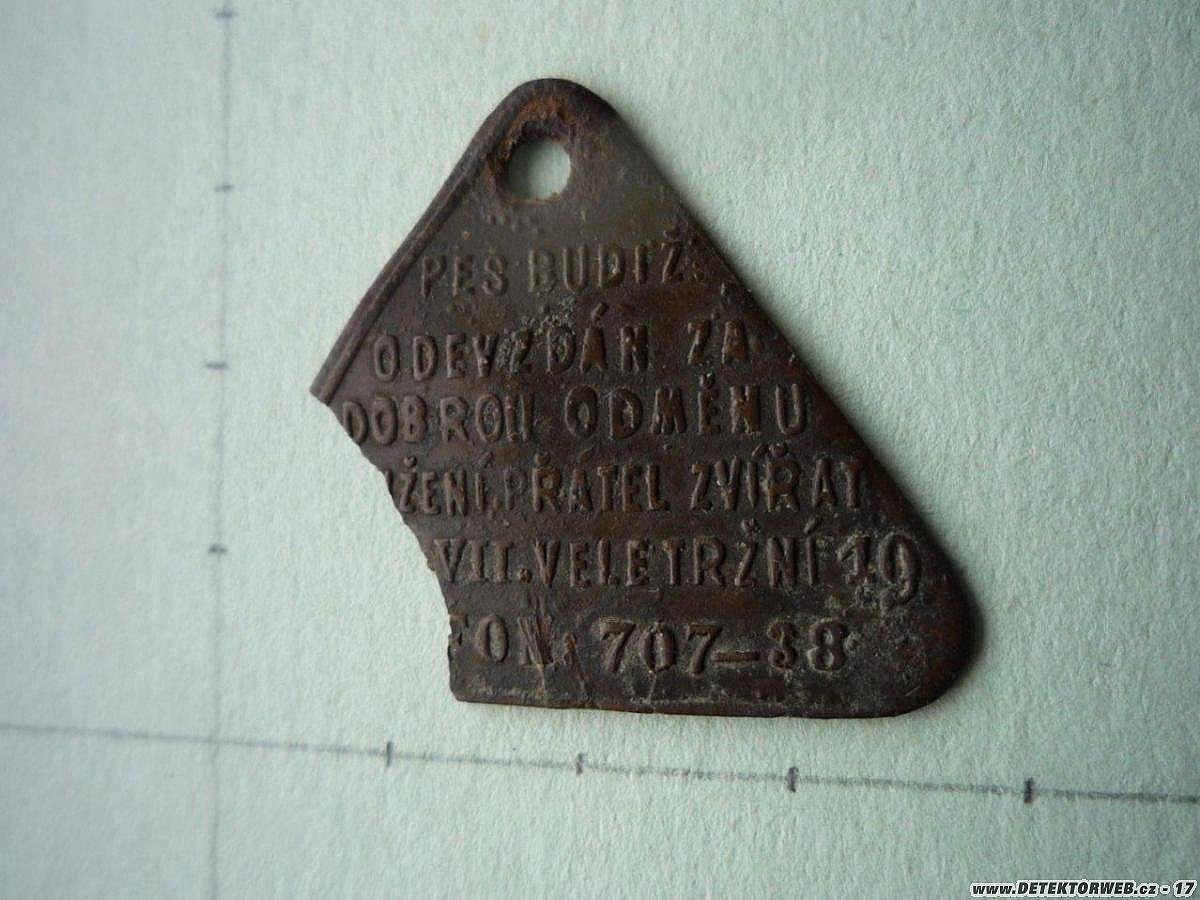 PES BUDIŽ
ODEVZDÁN ZA
DOBROU ODMĚNU
ŽENÍ PŘÁTEL ZVÍŘAT
VII. VELETRŽNÍ 19
FON: 707-38
www.DETEKTORWEB.cz - 17